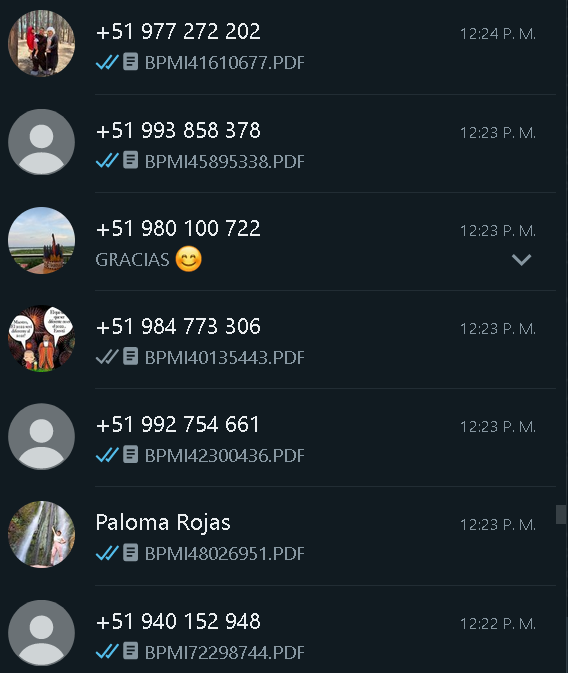 +51 977 272 202
12:24 P. M.
BPMI41610677.PDF
+51 993 858 378
12:23 P. M.
BPMI45895338.PDF
+51 980 100 722
12:23 P. M.
GRACIAS 😊
+51 984 773 306
12:23 P. M.
BPMI40135443.PDF
+51 992 754 661
12:23 P. M.
BPMI42300436.PDF
Paloma Rojas
12:23 P. M.
BPMI48026951.PDF
+51 940 152 948
12:22 P. M.
BPMI72298744.PDF